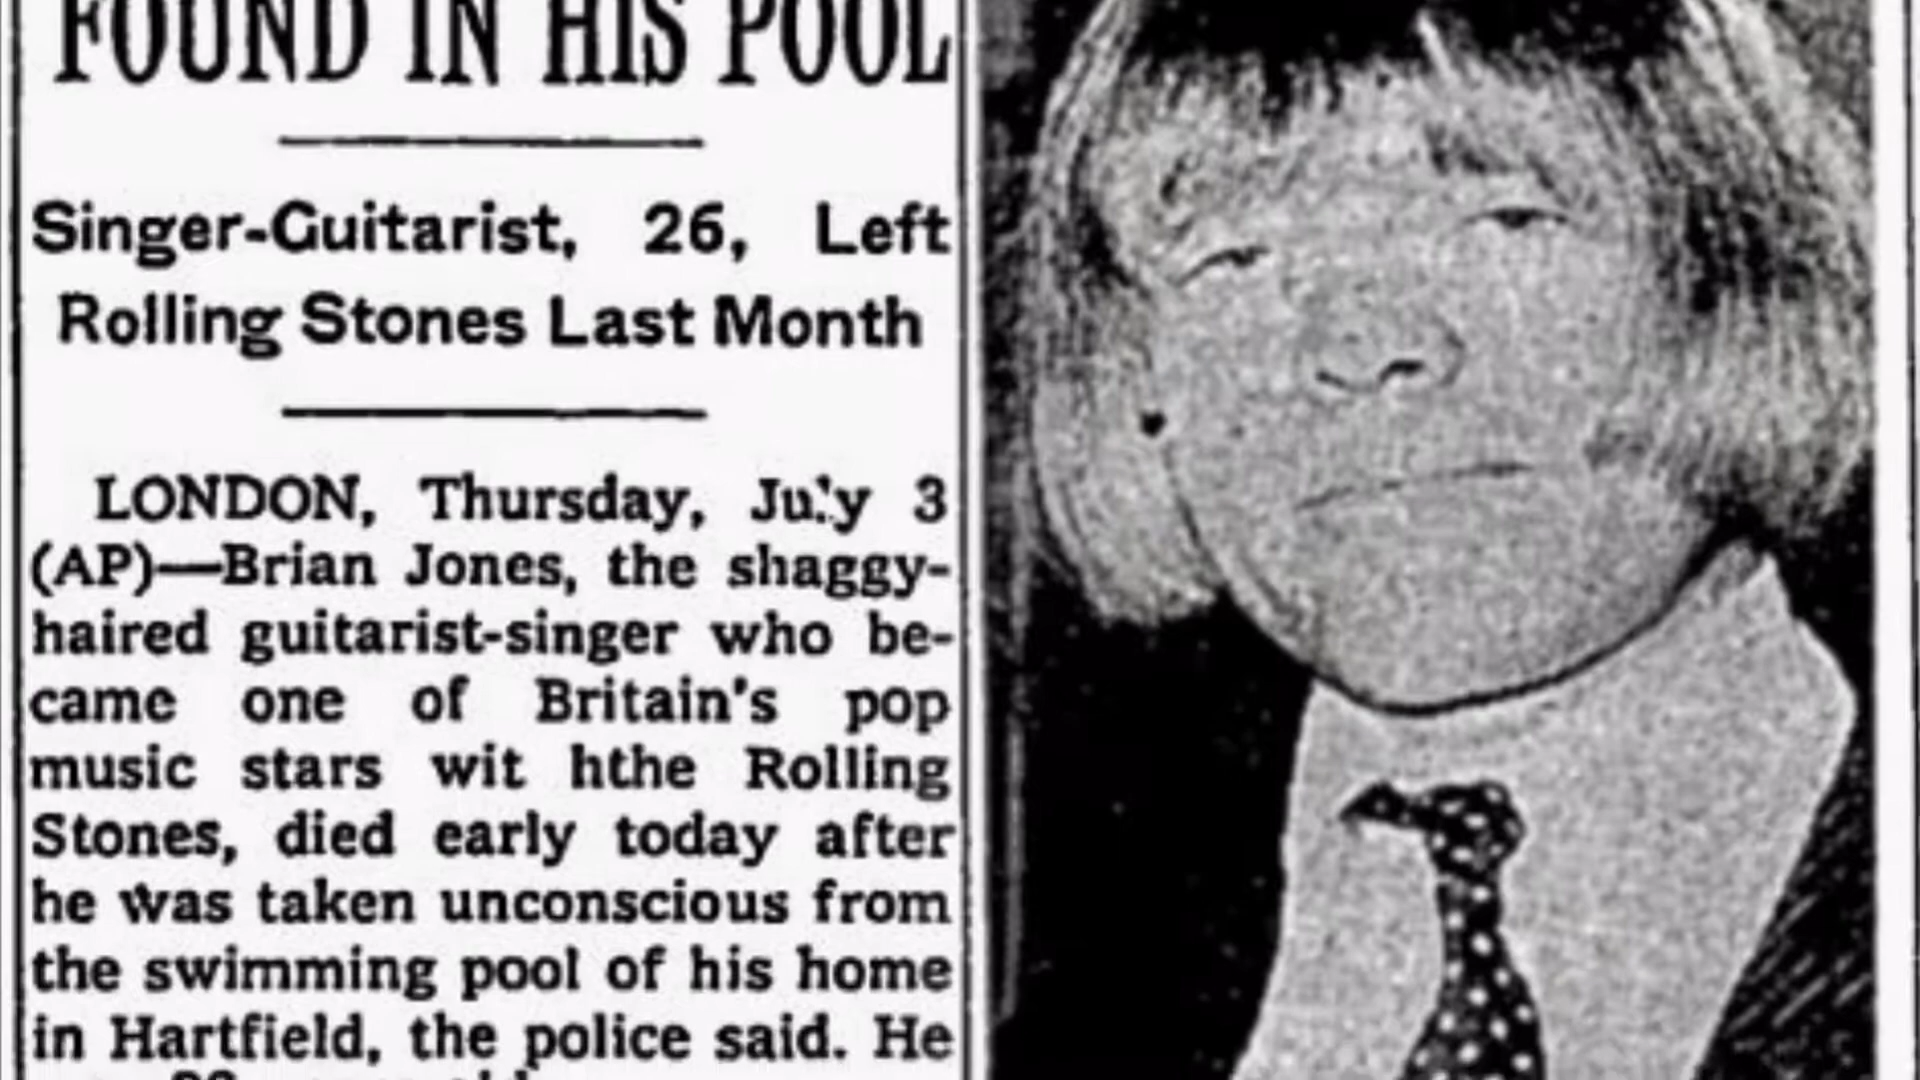 FOUND IN HIS POOL
Singer-Guitarist, 26, Left
Rolling Stones Last Month
LONDON, Thursday, July 3
(AP)—Brian Jones, the shaggy-
haired guitarist-singer who be-
came one of Britain's pop
music stars wit hthe Rolling
Stones, died early today after
he was taken unconscious from
the swimming pool of his home
in Hartfield, the police said. He